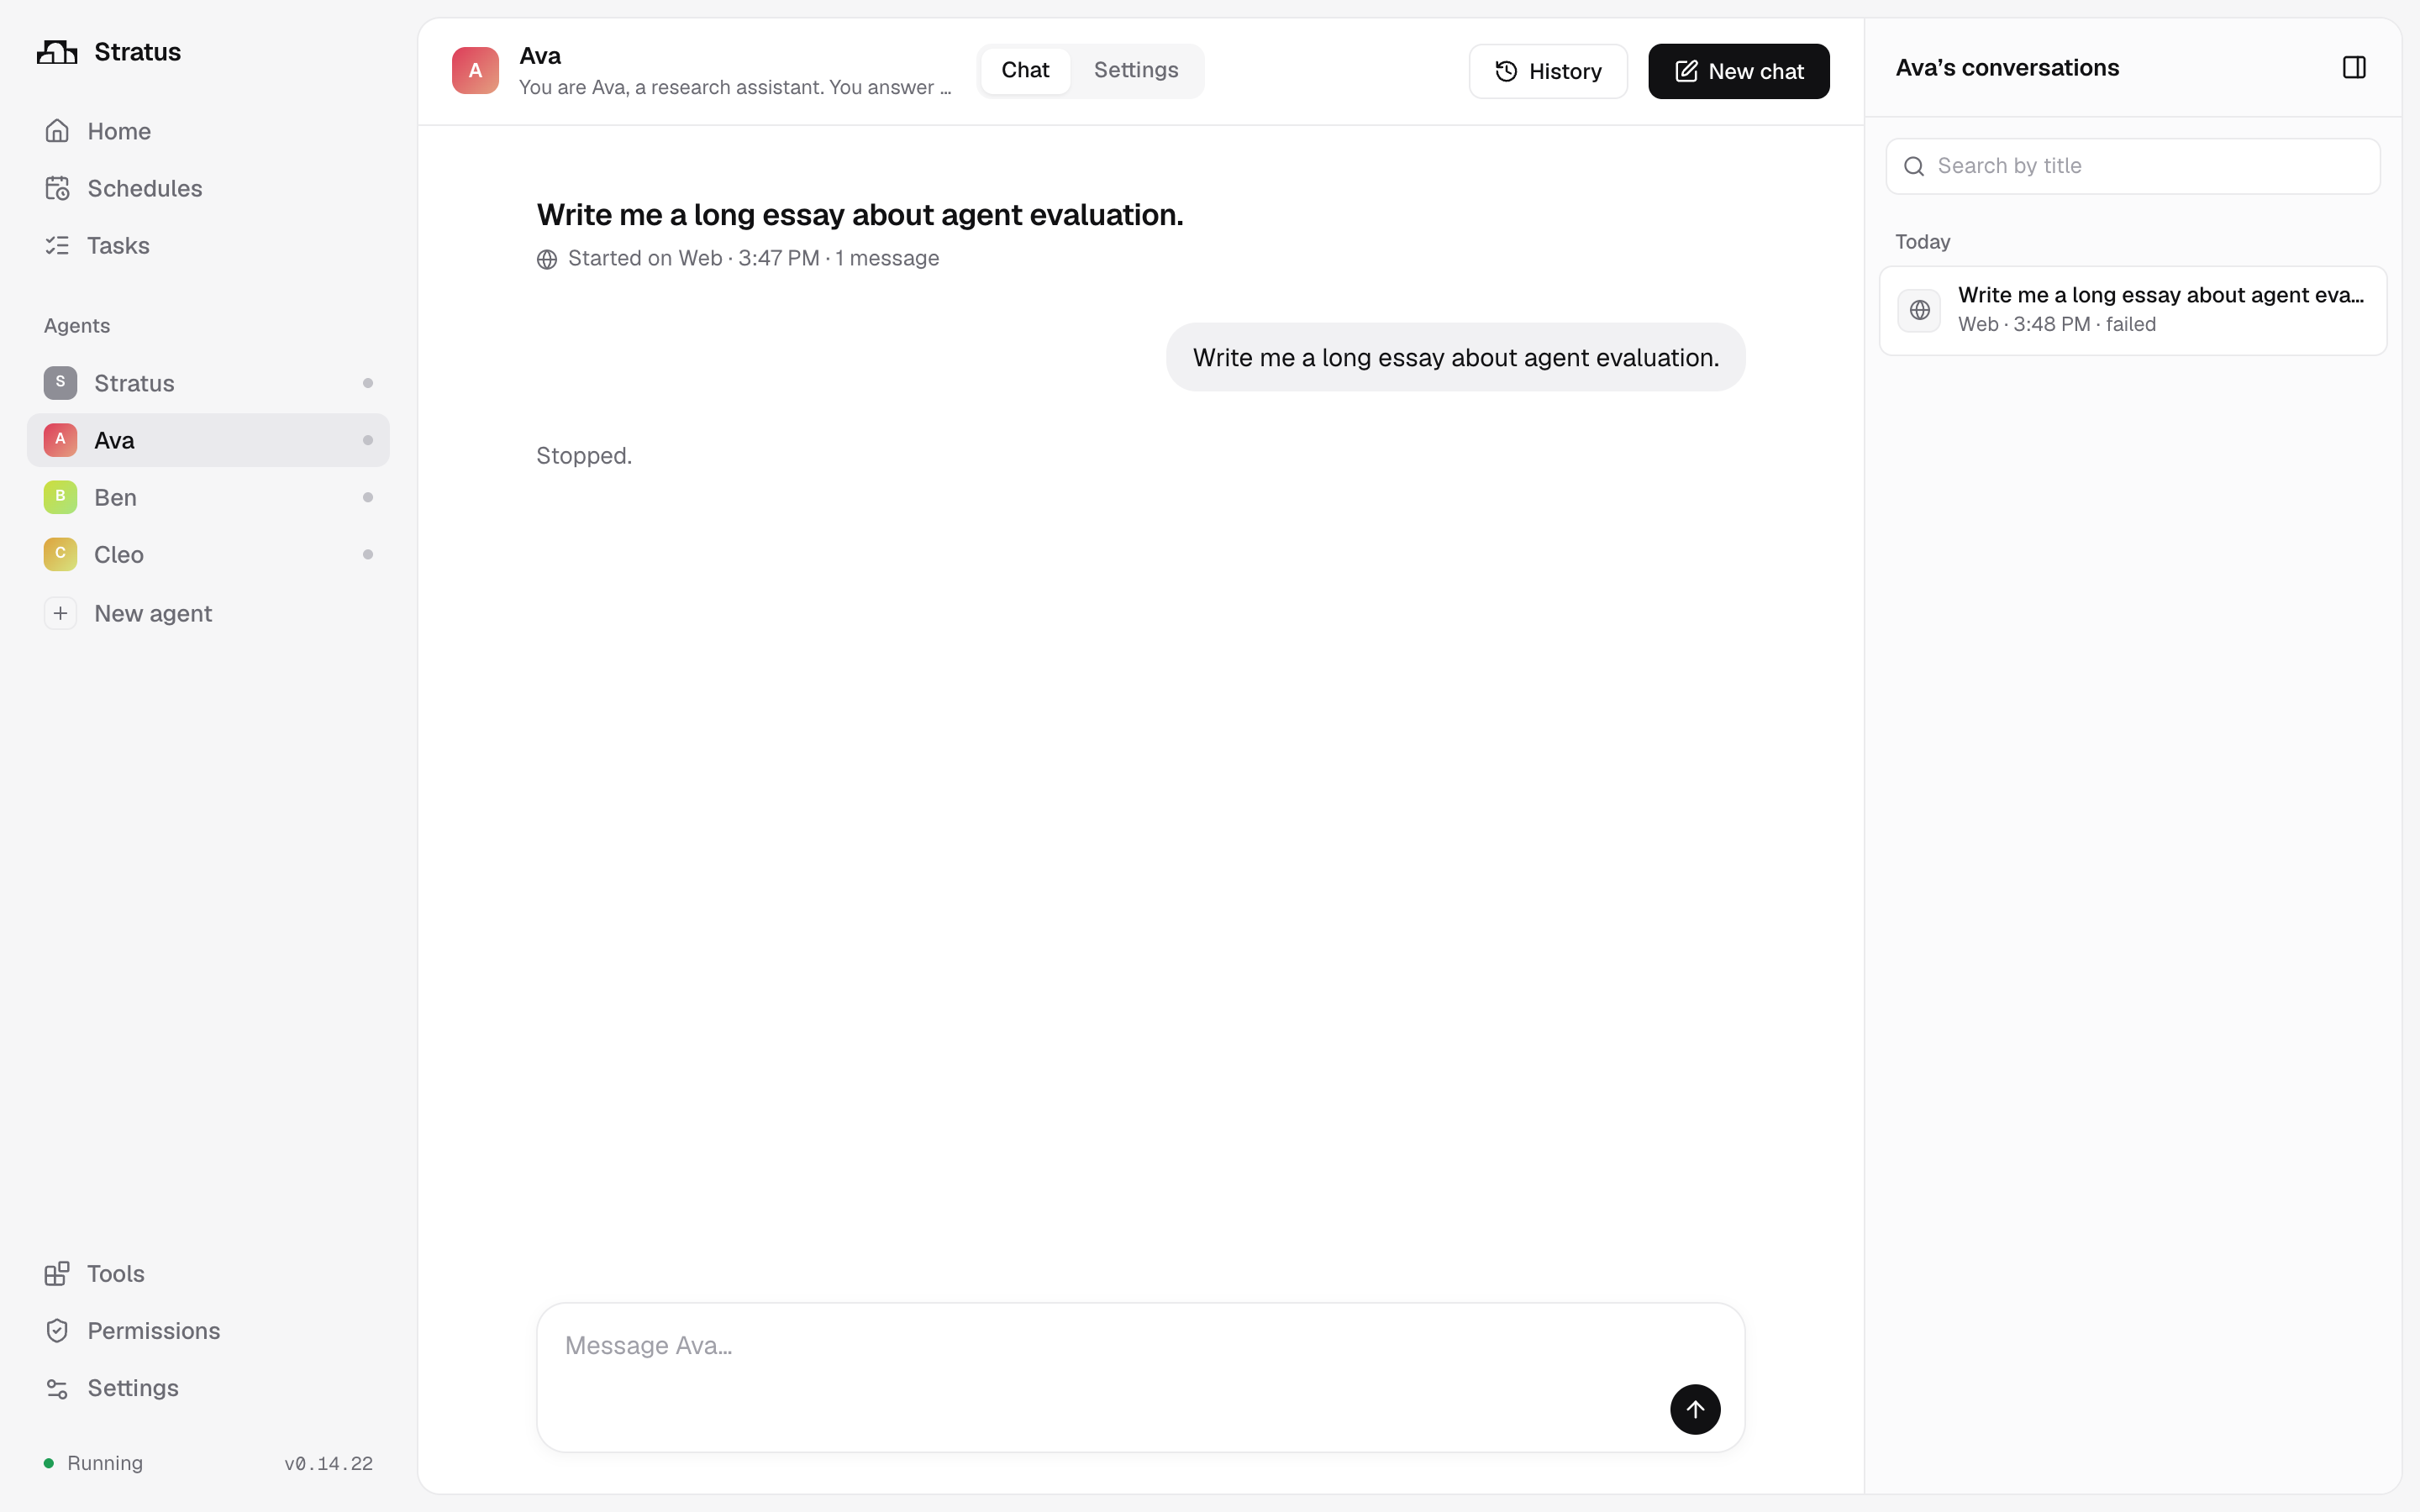 Stratus
Home
Schedules
Tasks
Agents
S Stratus
A Ava
B Ben
C Cleo
New agent
Tools
Permissions
Settings
Running v0.14.22
A
Ava
You are Ava, a research assistant. You answer ...
Chat Settings
History
New chat
Write me a long essay about agent evaluation.
Started on Web · 3:47 PM · 1 message
Write me a long essay about agent evaluation.
Stopped.
Message Ava...
Ava’s conversations
Search by title
Today
Write me a long essay about agent eva...
Web · 3:48 PM · failed